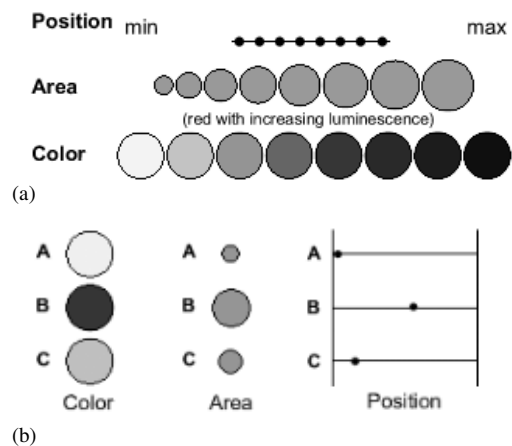 Position min max
Area
(red with increasing luminescence)
Color
(a)
A A A
B B B
C C C
Color Area Position
(b)